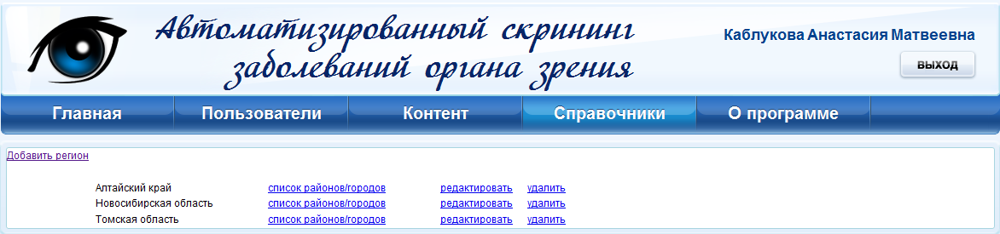 Автоматизированный скрининг
заболеваний органа зрения
Каблукова Анастасия Матвеевна
выход
Главная Пользователи Контент Справочники О программе
Добавить регион
Алтайский край список районов/городов редактировать удалить
Новосибирская область список районов/городов редактировать удалить
Томская область список районов/городов редактировать удалить